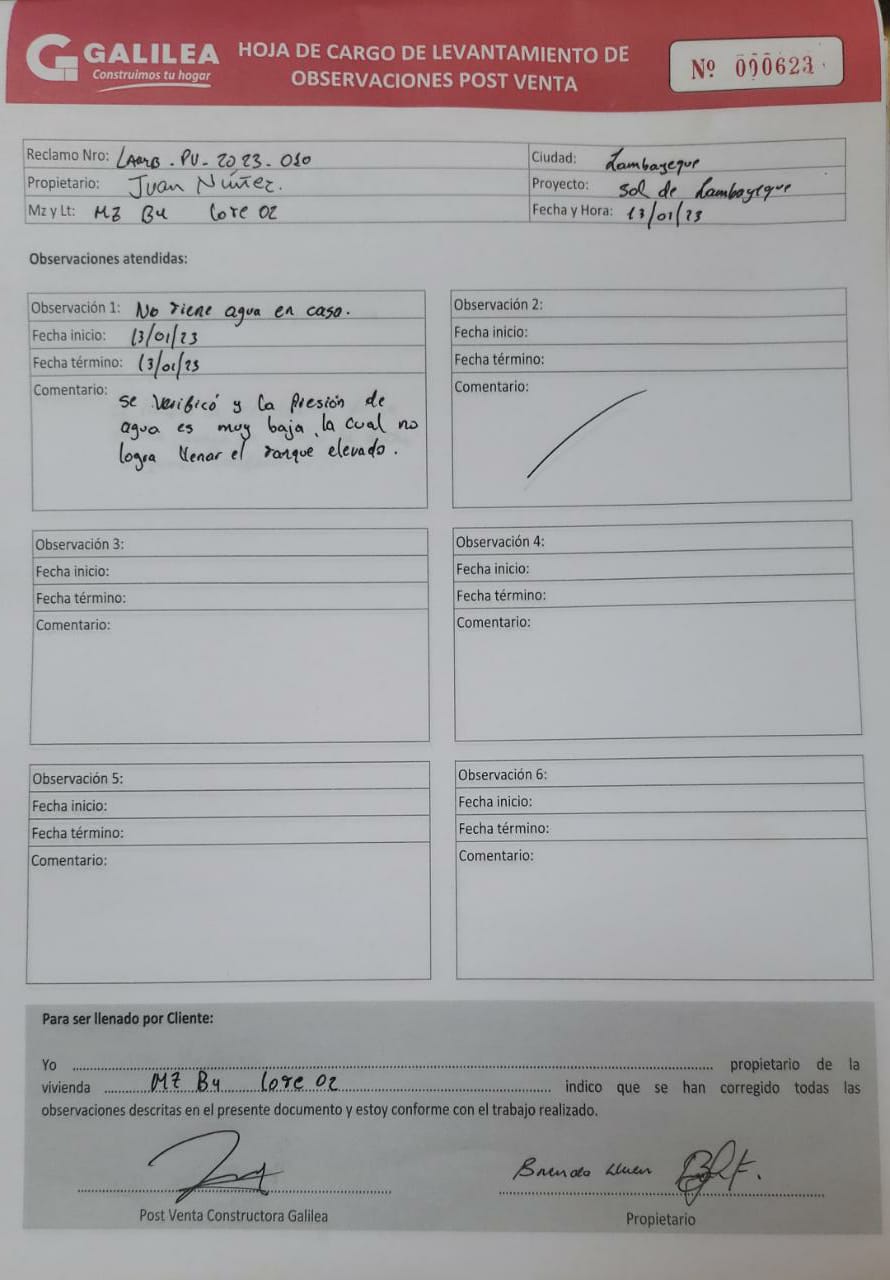 GALILEA
Construimos tu hogar
HOJA DE CARGO DE LEVANTAMIENTO DE
OBSERVACIONES POST VENTA
Nº 000623
Reclamo Nro: PV-2023-010
Ciudad: Lambayeque
Propietario: Juan Núñez.
Proyecto: Sol de Lambayeque
Mz y Lt: MZ B4 lote 02
Fecha y Hora: 13/01/23
Observaciones atendidas:
Observación 1: No tiene agua en casa.
Fecha inicio: 13/01/23
Fecha término: 13/01/23
Comentario: se verificó y la presión de
agua es muy baja, la cual no
logra llenar el tanque elevado.
Observación 2:
Fecha inicio:
Fecha término:
Comentario:
Observación 3:
Fecha inicio:
Fecha término:
Comentario:
Observación 4:
Fecha inicio:
Fecha término:
Comentario:
Observación 5:
Fecha inicio:
Fecha término:
Comentario:
Observación 6:
Fecha inicio:
Fecha término:
Comentario:
Para ser llenado por Cliente:
Yo ........ propietario de la
vivienda MZ B4 lote 02 indico que se han corregido todas las
observaciones descritas en el presente documento y estoy conforme con el trabajo realizado.
Brenda
Post Venta Constructora Galilea
Propietario